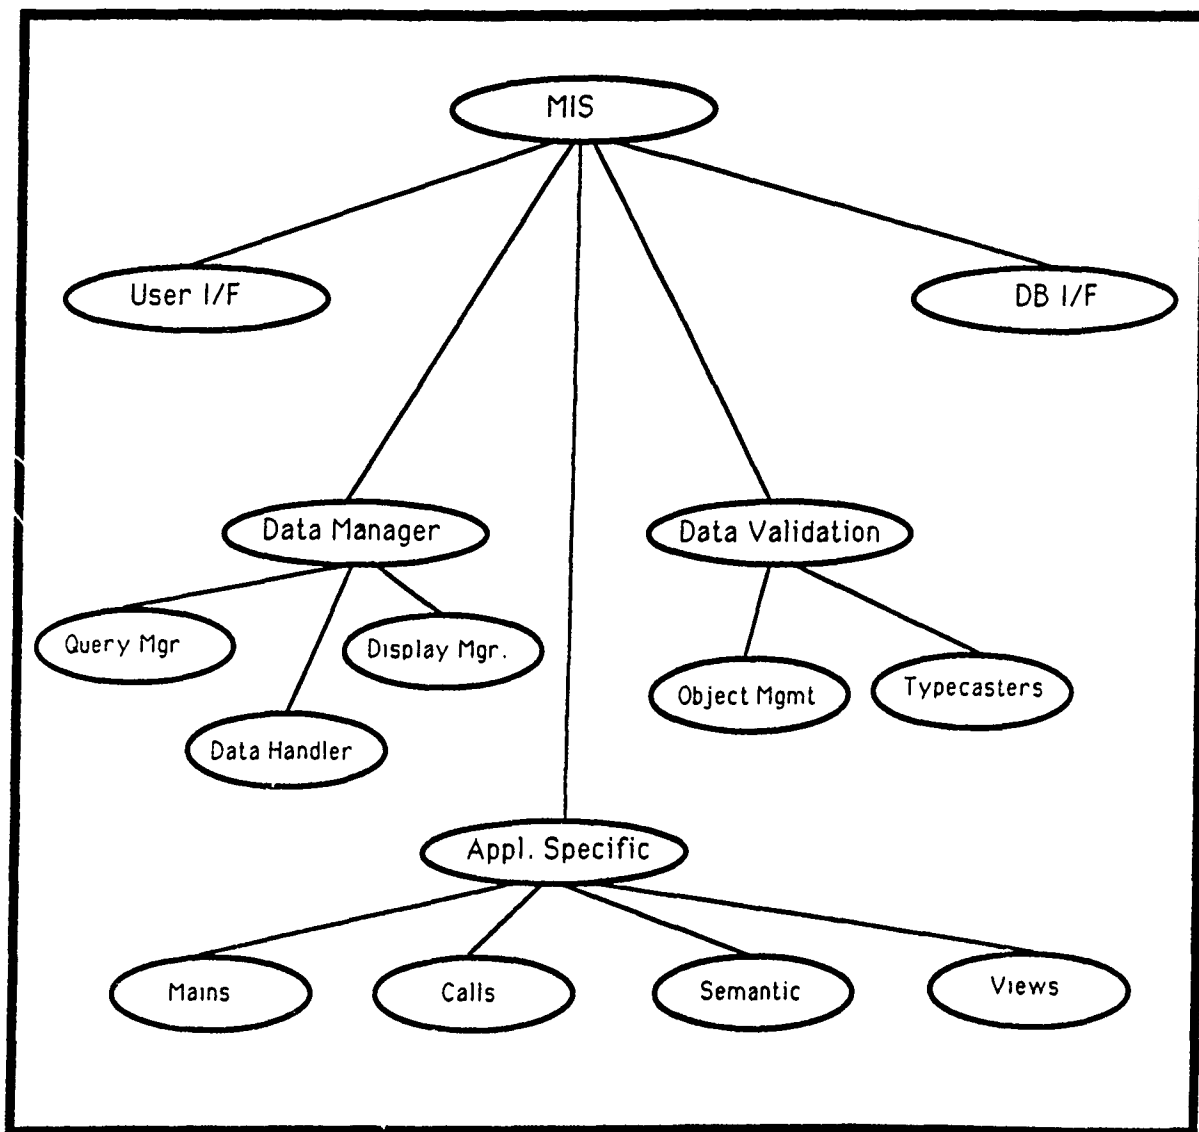 MIS
User I/F
DB I/F
Data Manager
Data Validation
Query Mgr
Display Mgr.
Object Mgmt
Typecasters
Data Handler
Appl. Specific
Mains
Calls
Semantic
Views